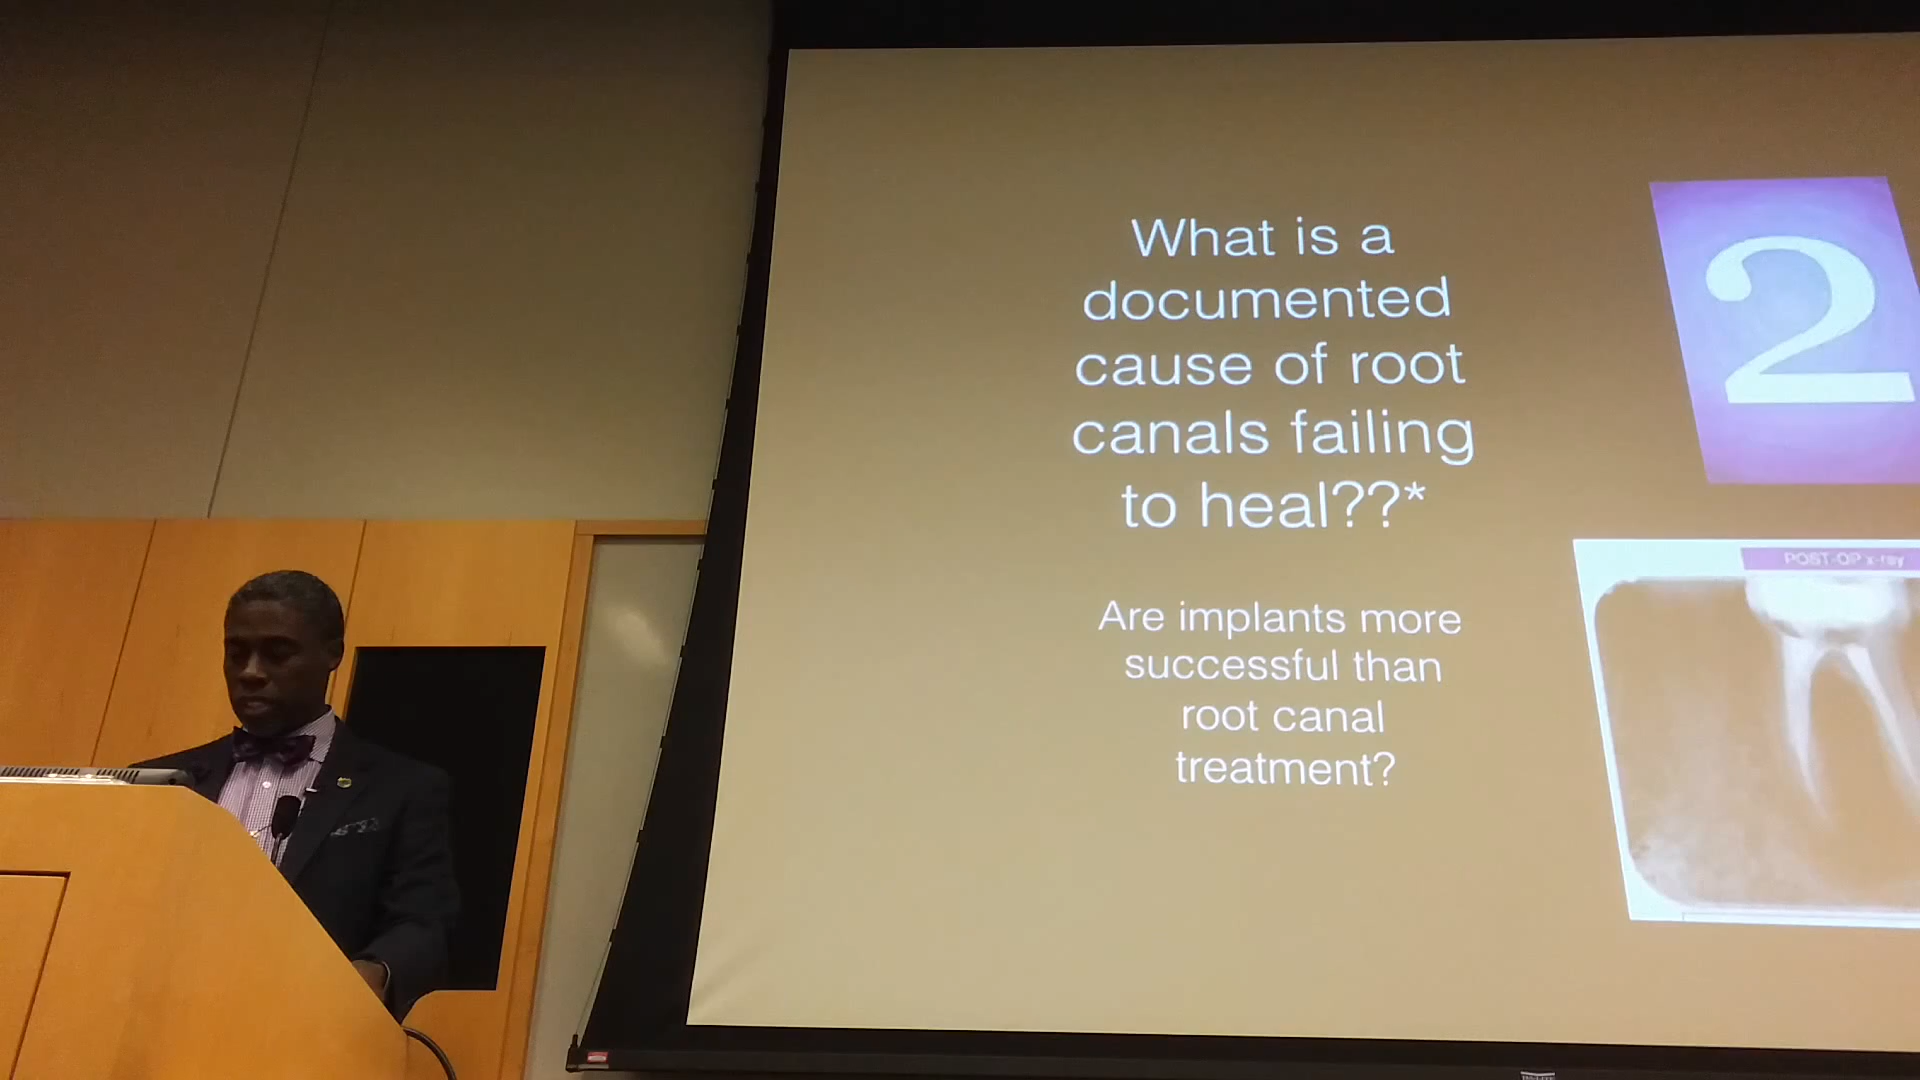 What is a
documented
cause of root
canals failing
to heal??*
Are implants more
successful than
root canal
treatment?
2
POST-OP x-ray